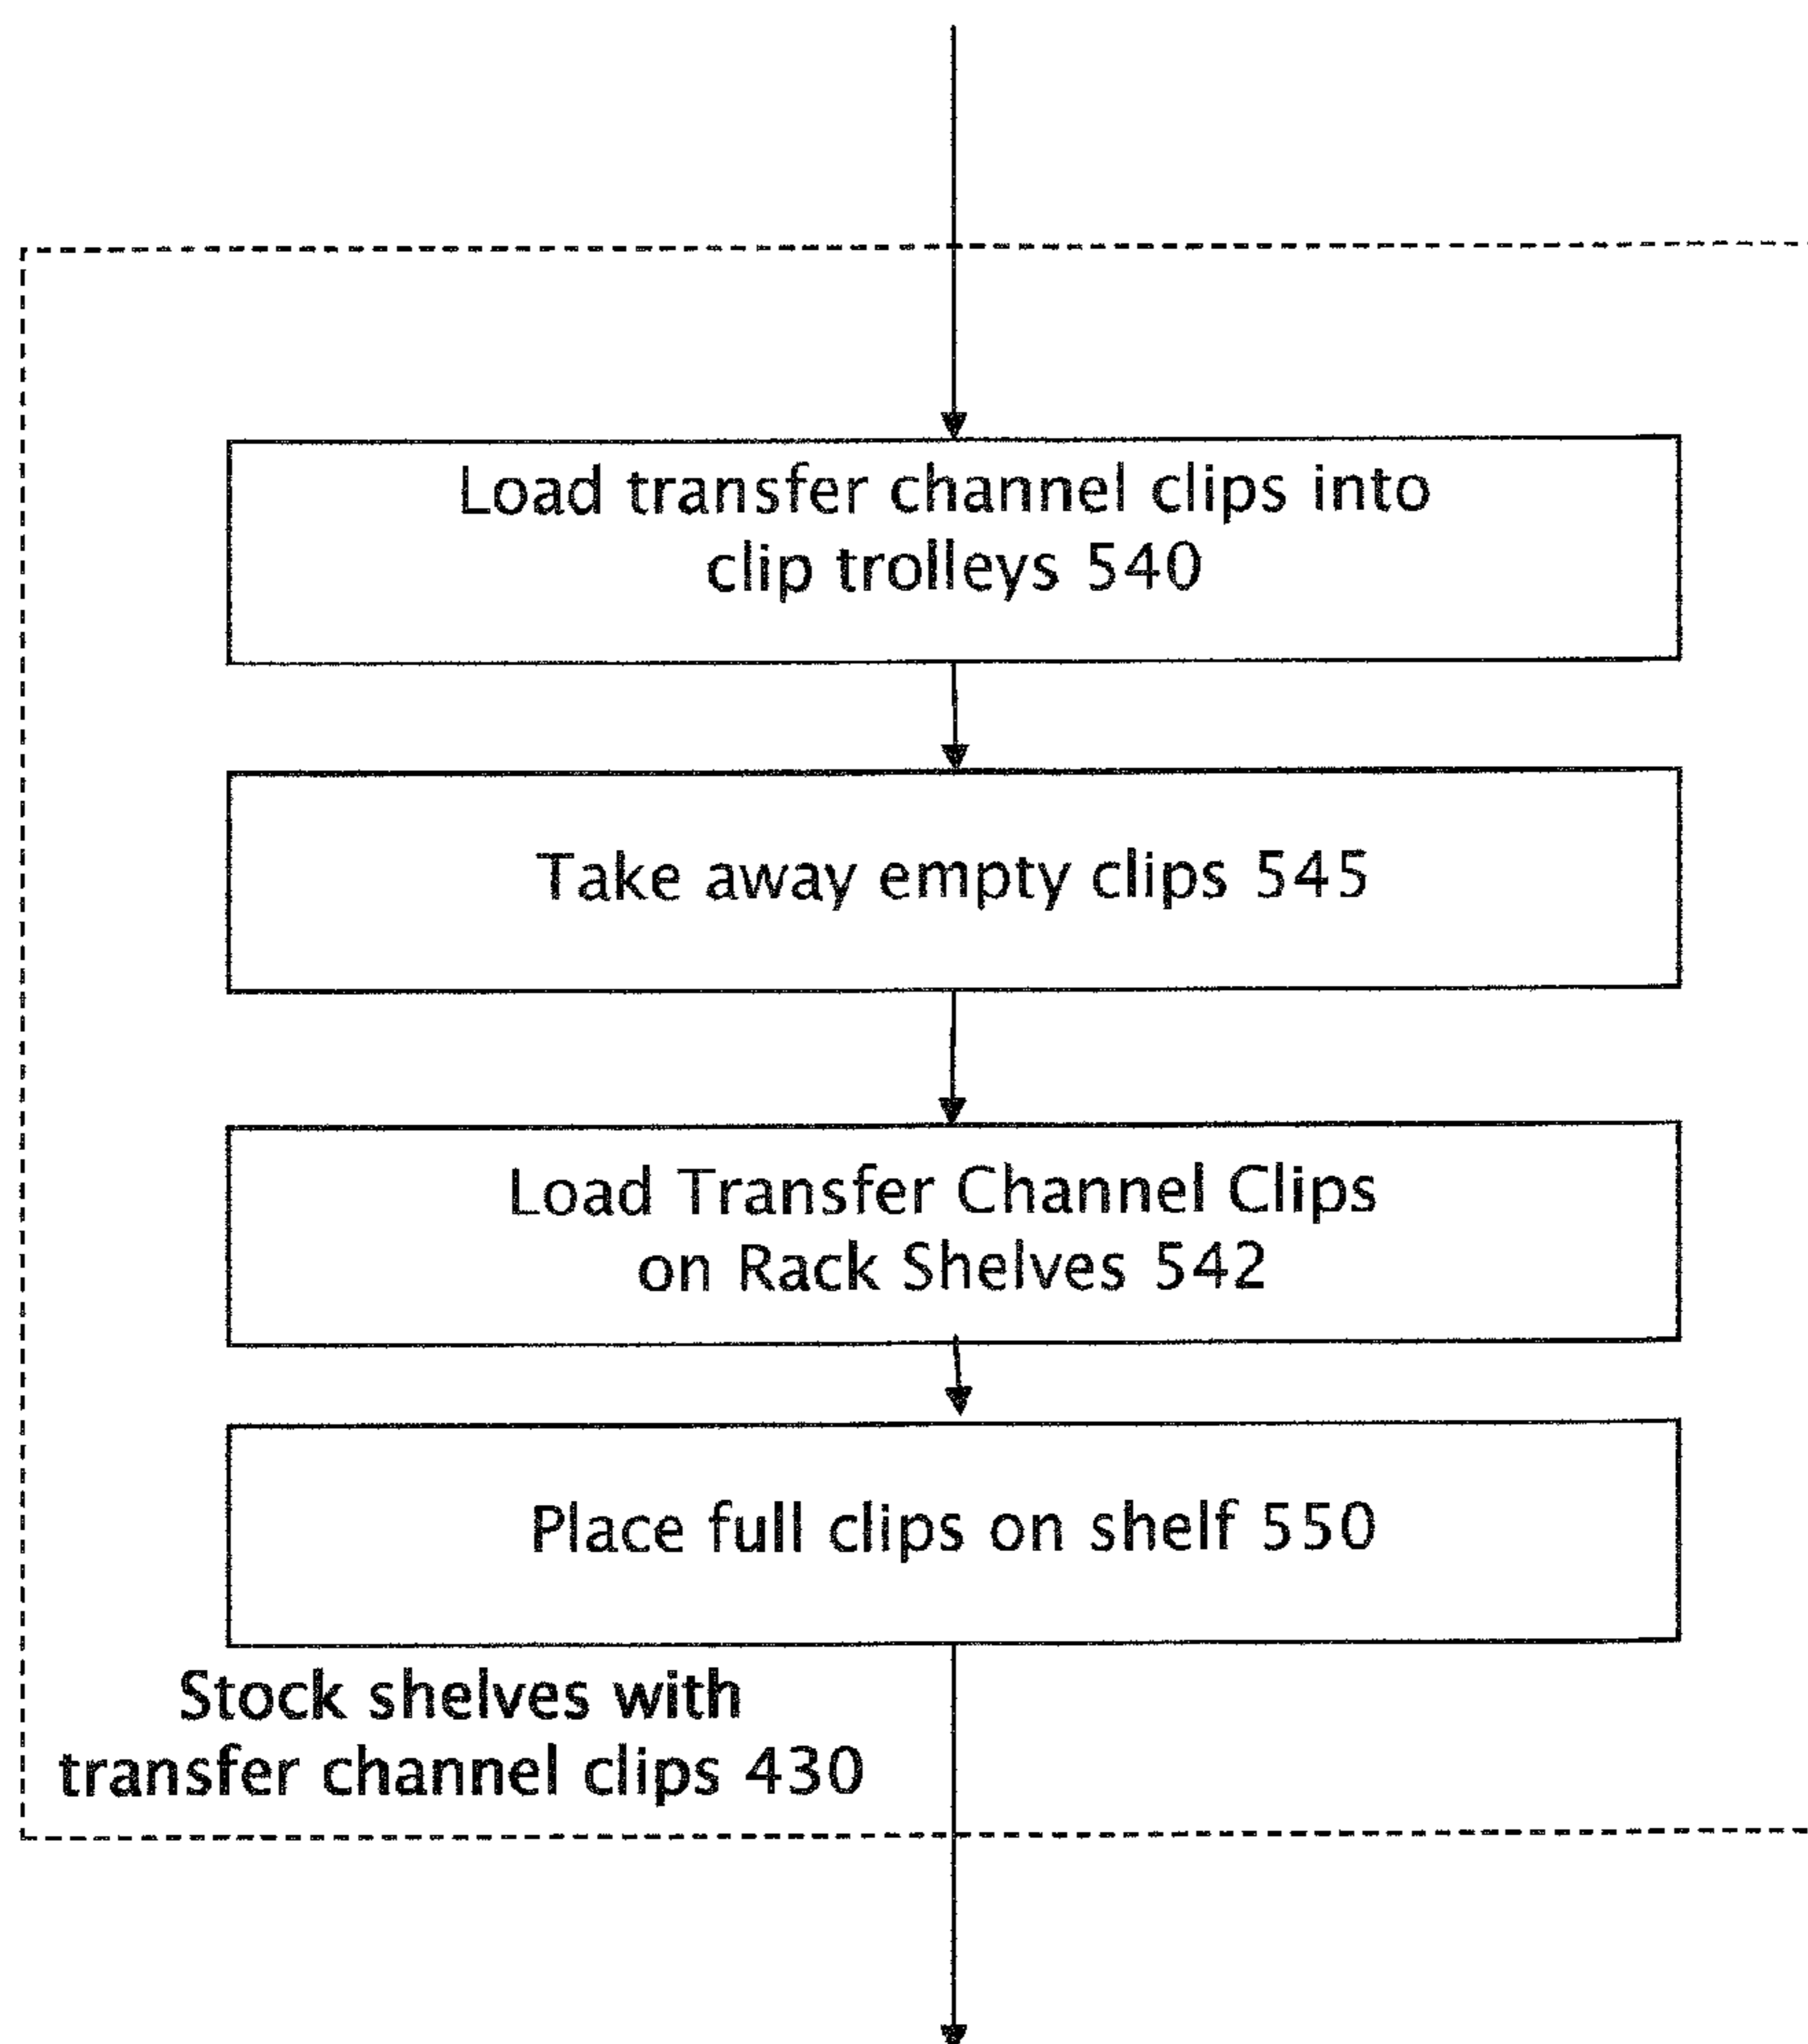 Load transfer channel clips into
clip trolleys 540
Take away empty clips 545
Load Transfer Channel Clips
on Rack Shelves 542
Place full clips on shelf 550
Stock shelves with
transfer channel clips 430